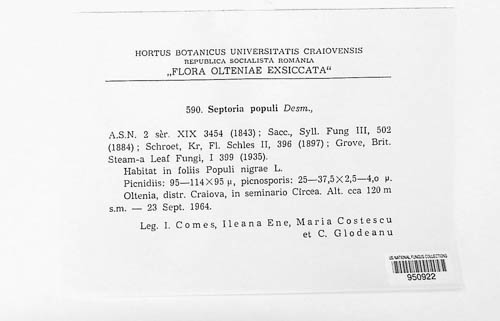 HORTUS BOTANICUS UNIVERSITATIS CRAIOVENSIS
REPUBLICA SOCIALISTA ROMÂNIA
„FLORA OLTENIAE EXSICCATA“
590. Septoria populi Desm.,
A.S.N. 2 sèr. XIX 3454 (1843); Sacc., Syll. Fung III, 502
(1884); Schroet, Kr, Fl. Schles II, 396 (1897); Grove, Brit.
Steam-a Leaf Fungi, I 399 (1935).
Habitat in foliis Populi nigrae L.
Picnidiis: 95—114×95 µ, picnosporis: 25—37,5×2,5—4,o µ.
Oltenia, distr. Craiova, in seminario Cîrcea. Alt. cca 120 m
s.m. — 23 Sept. 1964.
Leg. I. Comes, Ileana Ene, Maria Costescu
et C. Glodeanu
US NATIONAL FUNGUS COLLECTIONS
950922